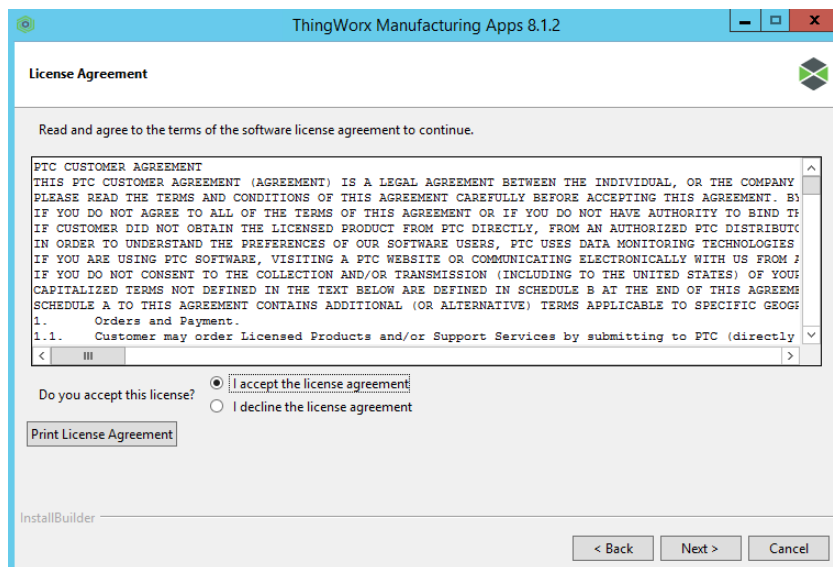 ThingWorx Manufacturing Apps 8.1.2
License Agreement
Read and agree to the terms of the software license agreement to continue.
PTC CUSTOMER AGREEMENT
THIS PTC CUSTOMER AGREEMENT (AGREEMENT) IS A LEGAL AGREEMENT BETWEEN THE INDIVIDUAL, OR THE COMPANY
PLEASE READ THE TERMS AND CONDITIONS OF THIS AGREEMENT CAREFULLY BEFORE ACCEPTING THIS AGREEMENT.
IF YOU DO NOT AGREE TO ALL OF THE TERMS OF THIS AGREEMENT OR IF YOU DO NOT HAVE AUTHORITY TO BIND
IF CUSTOMER DID NOT OBTAIN THE LICENSED PRODUCT FROM PTC DIRECTLY, FROM AN AUTHORIZED PTC
IN ORDER TO UNDERSTAND THE PREFERENCES OF OUR SOFTWARE USERS, PTC USES DATA MONITORING TECHNOLOGIES
IF YOU ARE USING PTC SOFTWARE, VISITING A PTC WEBSITE OR COMMUNICATING ELECTRONICALLY WITH US FROM
IF YOU DO NOT CONSENT TO THE COLLECTION AND/OR TRANSMISSION (INCLUDING TO THE UNITED STATES) OF
CAPITALIZED TERMS NOT DEFINED IN THE TEXT BELOW ARE DEFINED IN SCHEDULE B AT THE END OF THIS
SCHEDULE A TO THIS AGREEMENT CONTAINS ADDITIONAL (OR ALTERNATIVE) TERMS APPLICABLE TO SPECIFIC
1. Orders and Payment.
1.1. Customer may order Licensed Products and/or Support Services by submitting to PTC (directly
Do you accept this license?
I accept the license agreement
I decline the license agreement
Print License Agreement
InstallBuilder
< Back Next > Cancel